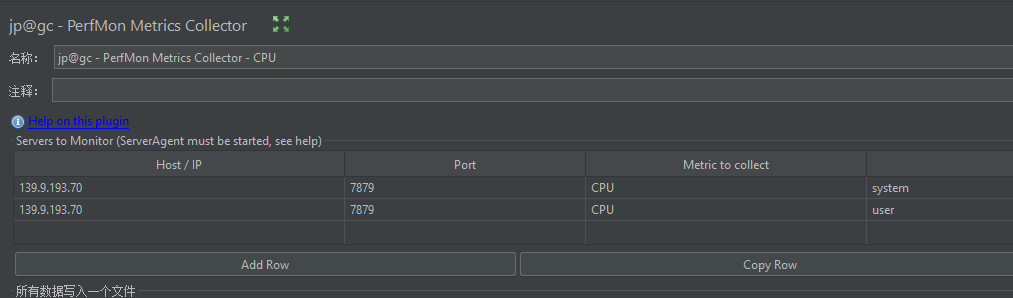 jp@gc - PerfMon Metrics Collector
名称： jp@gc - PerfMon Metrics Collector - CPU
注释：
Help on this plugin
Servers to Monitor (ServerAgent must be started, see help)
Host / IP Port Metric to collect
139.9.193.70 7879 CPU system
139.9.193.70 7879 CPU user
Add Row Copy Row
所有数据写入一个文件